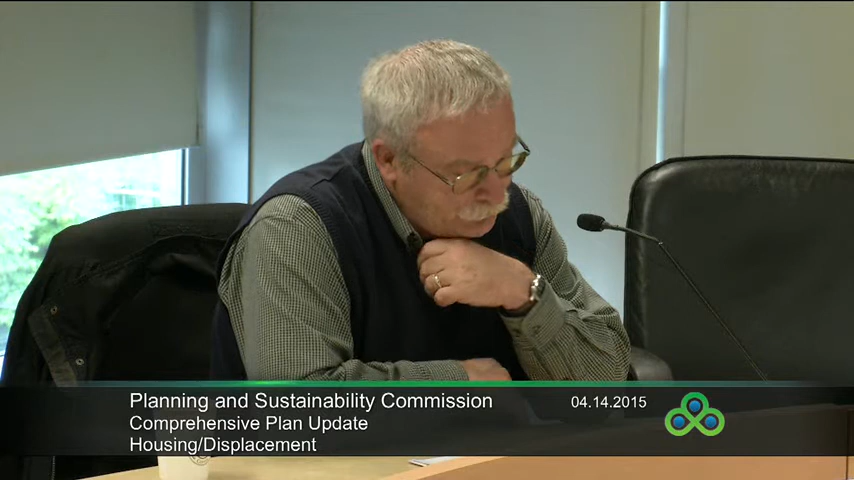 Planning and Sustainability Commission
04.14.2015
Comprehensive Plan Update
Housing/Displacement